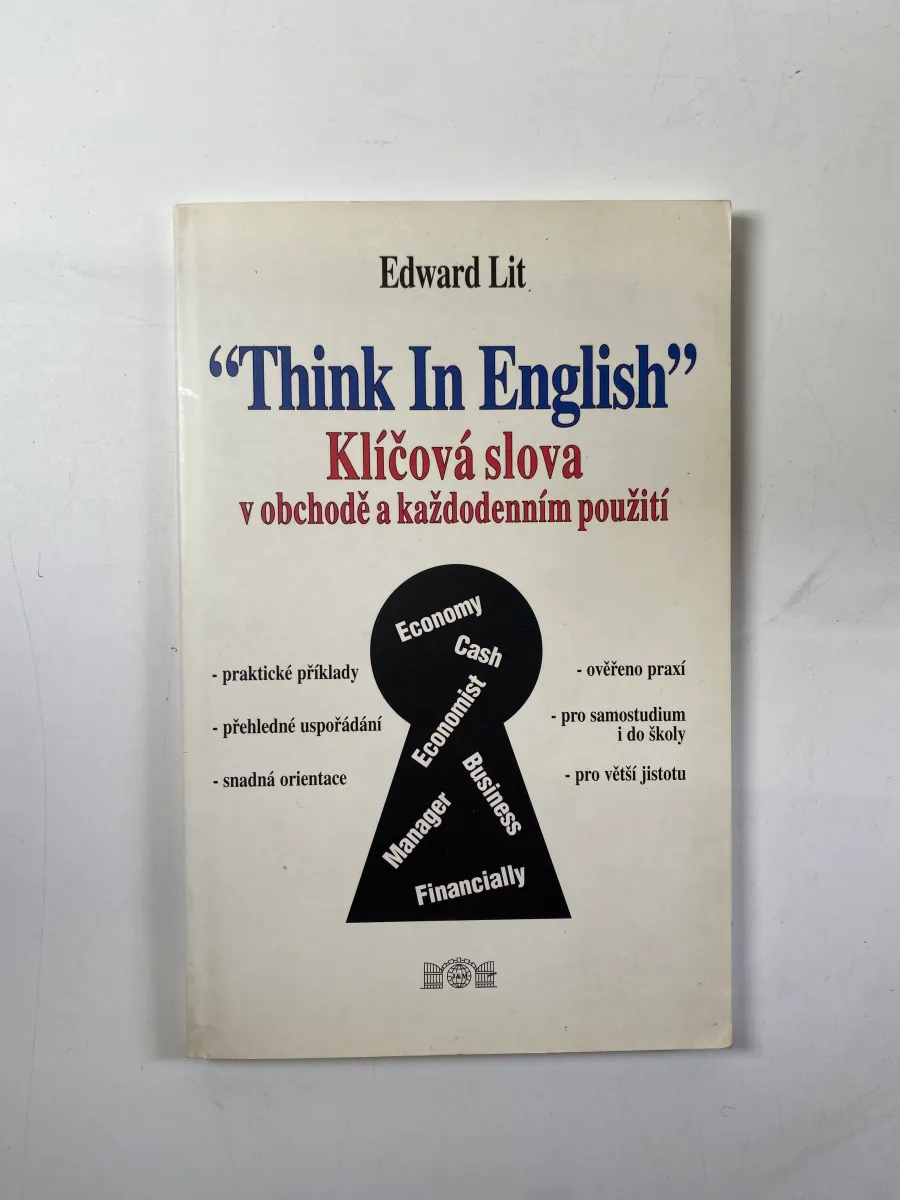 Edward Lit
“Think In English”
Klíčová slova
v obchodě a každodenním použití
Economy
Cash
Economist
Business
Manager
Financially
- praktické příklady
- přehledné uspořádání
- snadná orientace
- ověřeno praxí
- pro samostudium
i do školy
- pro větší jistotu
J&M